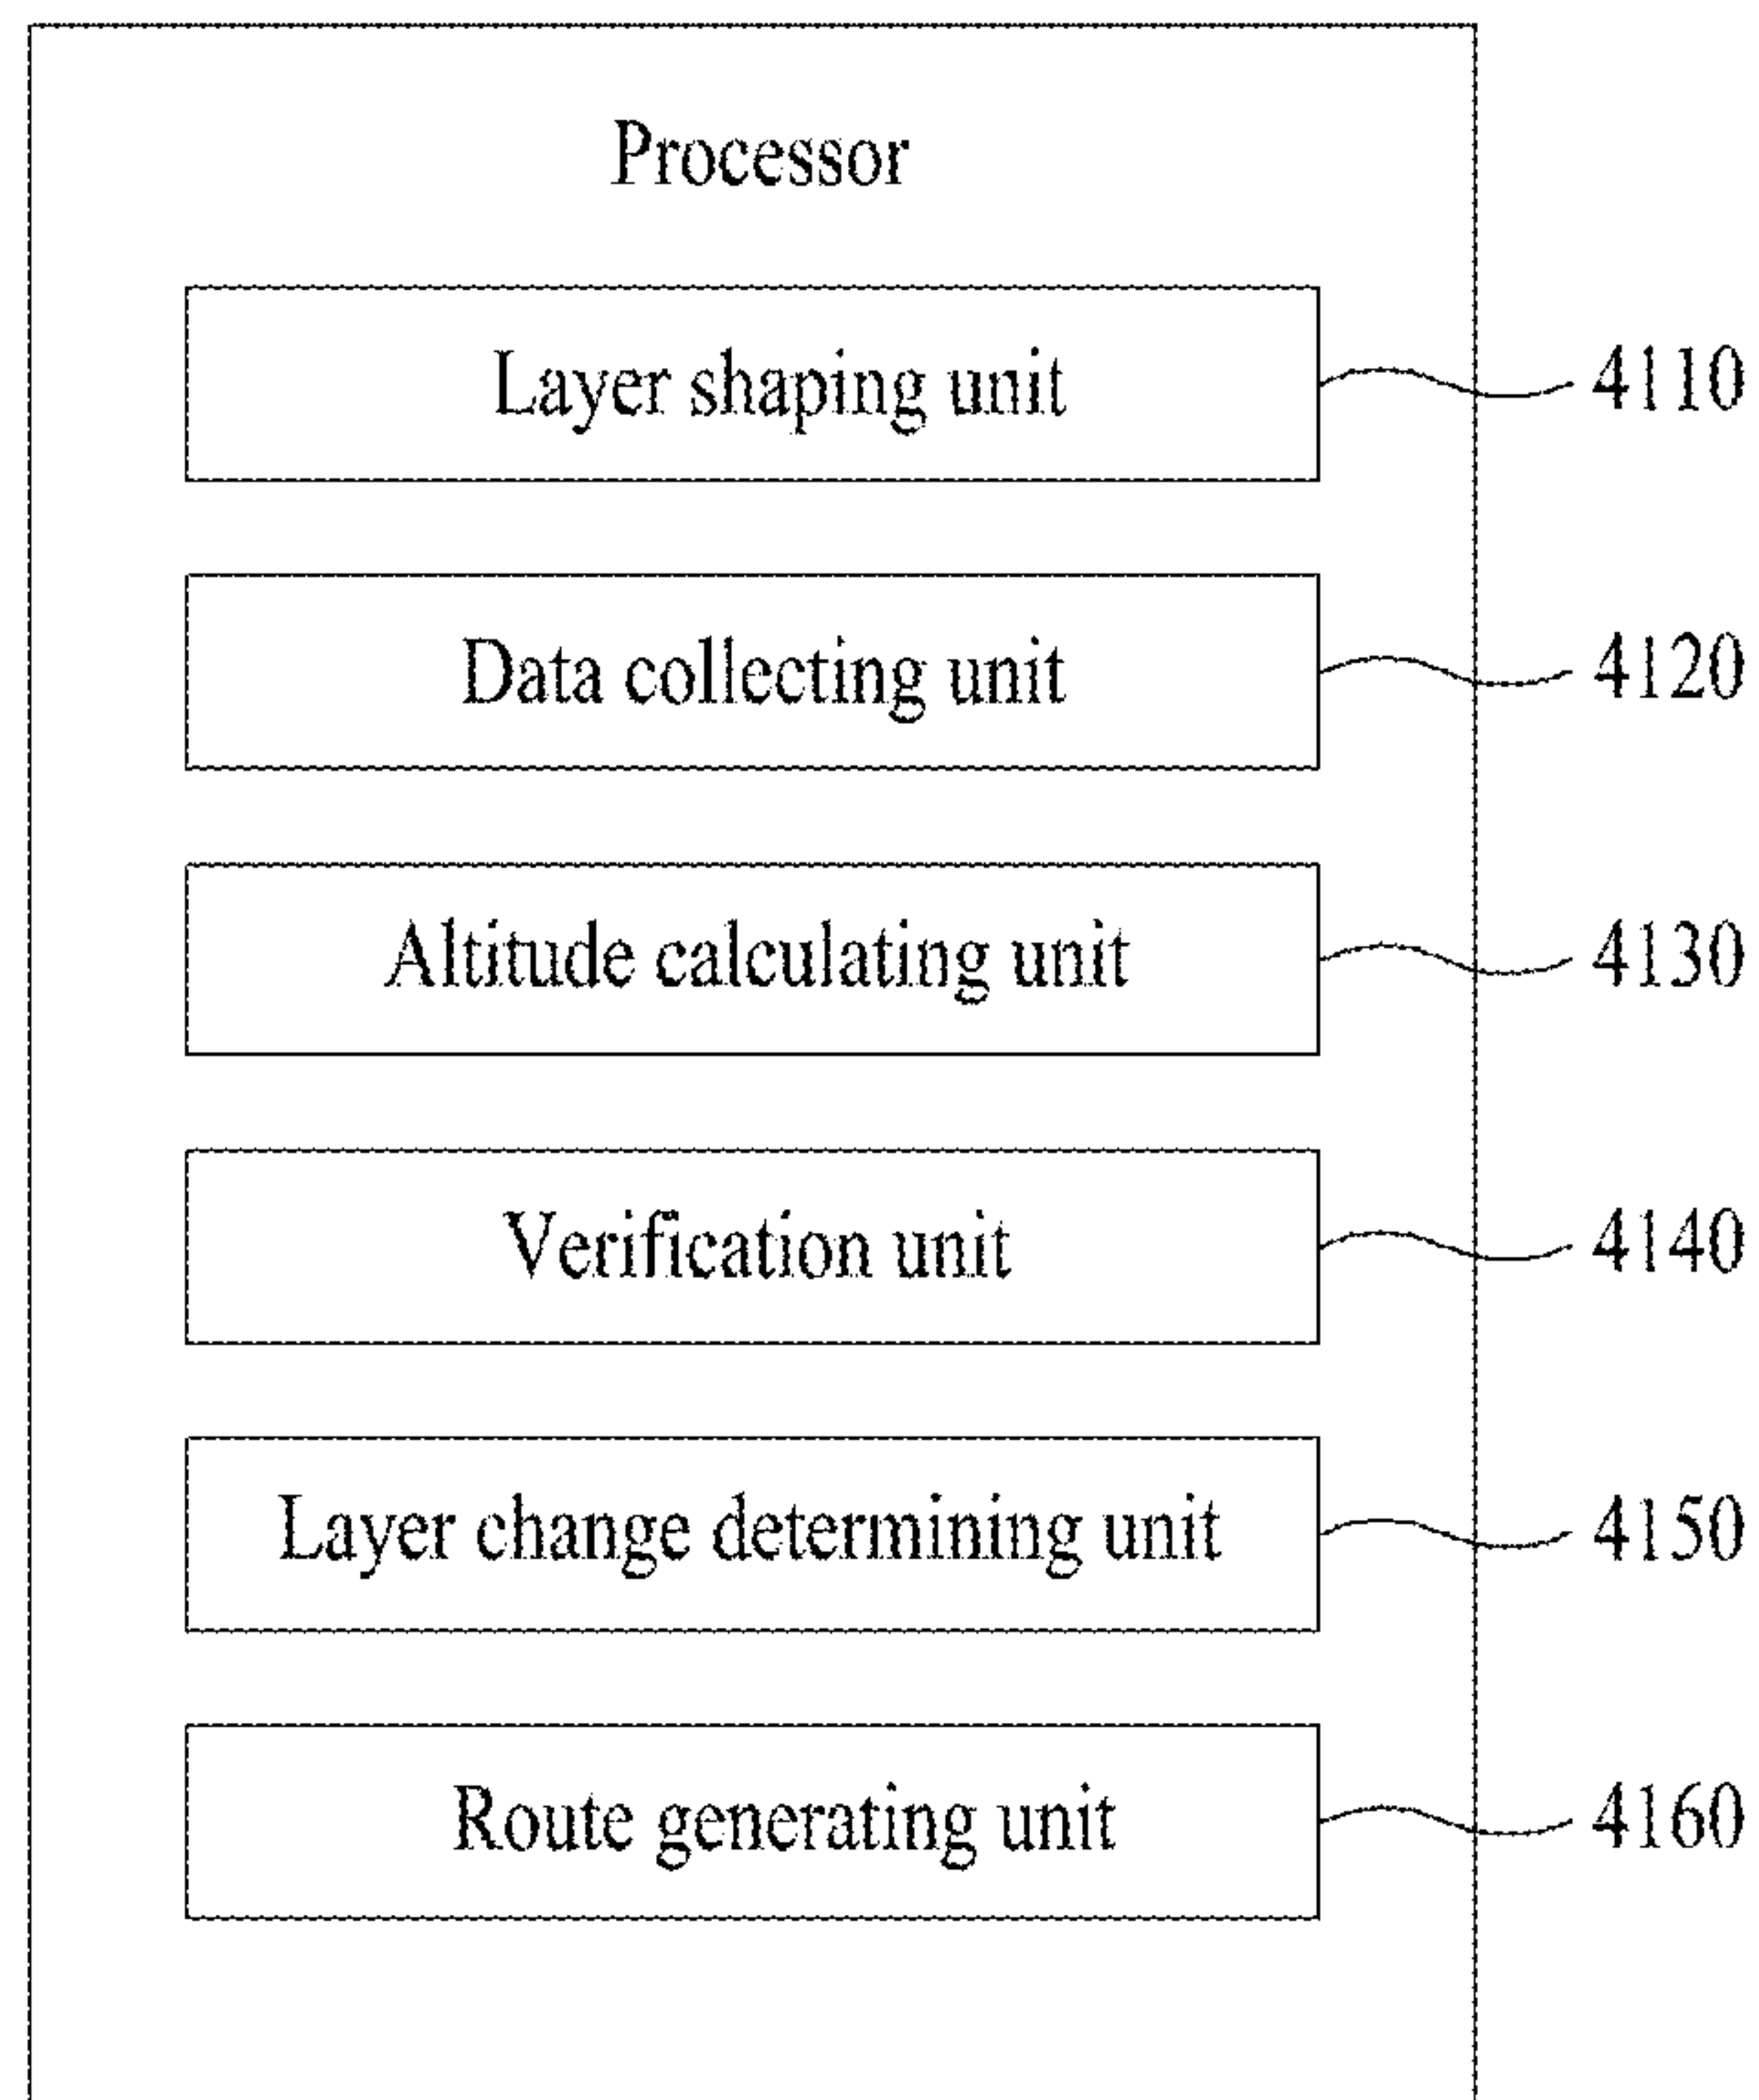 Processor
Layer shaping unit 4110
Data collecting unit 4120
Altitude calculating unit 4130
Verification unit 4140
Layer change determining unit 4150
Route generating unit 4160